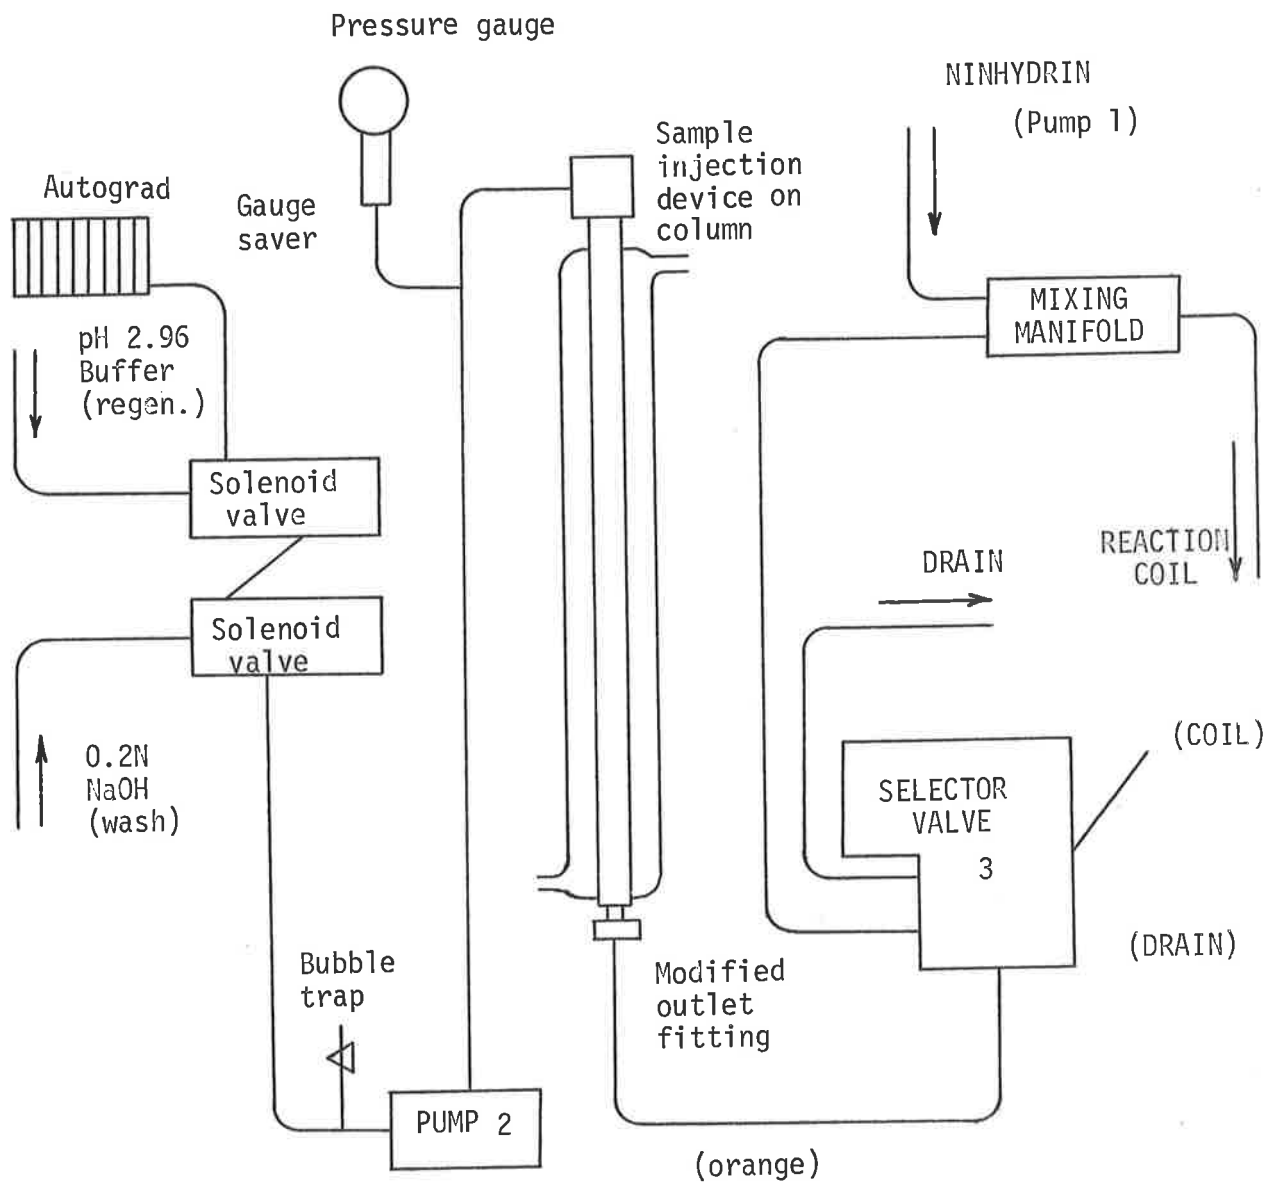 Pressure gauge
NINHYDRIN
(Pump 1)
Sample
injection
device on
column
Autograd
Gauge
saver
MIXING
MANIFOLD
pH 2.96
Buffer
(regen.)
Solenoid
valve
REACTION
COIL
DRAIN
Solenoid
valve
(COIL)
0.2N
NaOH
(wash)
SELECTOR
VALVE
3
(DRAIN)
Bubble
trap
Modified
outlet
fitting
PUMP 2
(orange)